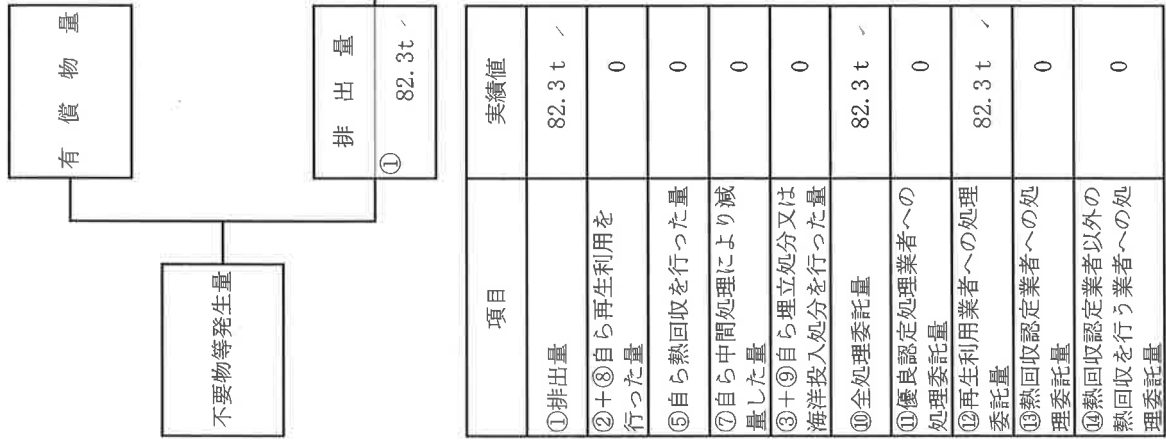 有償物量
不要物等発生量
排出量
①
82.3t
項目
実績値
①排出量
82.3 t
②+⑧自ら再生利用を
行った量
0
⑤自ら熱回収を行った量
0
⑦自ら中間処理により減
量した量
0
③+⑨自ら埋立処分又は
海洋投入処分を行った量
0
⑩全処理委託量
82.3 t
⑪優良認定処理業者への
処理委託量
0
⑫再生利用業者への処理
委託量
82.3 t
⑬熱回収認定業者への処
理委託量
0
⑭熱回収認定業者以外の
熱回収を行う業者への処
理委託量
0